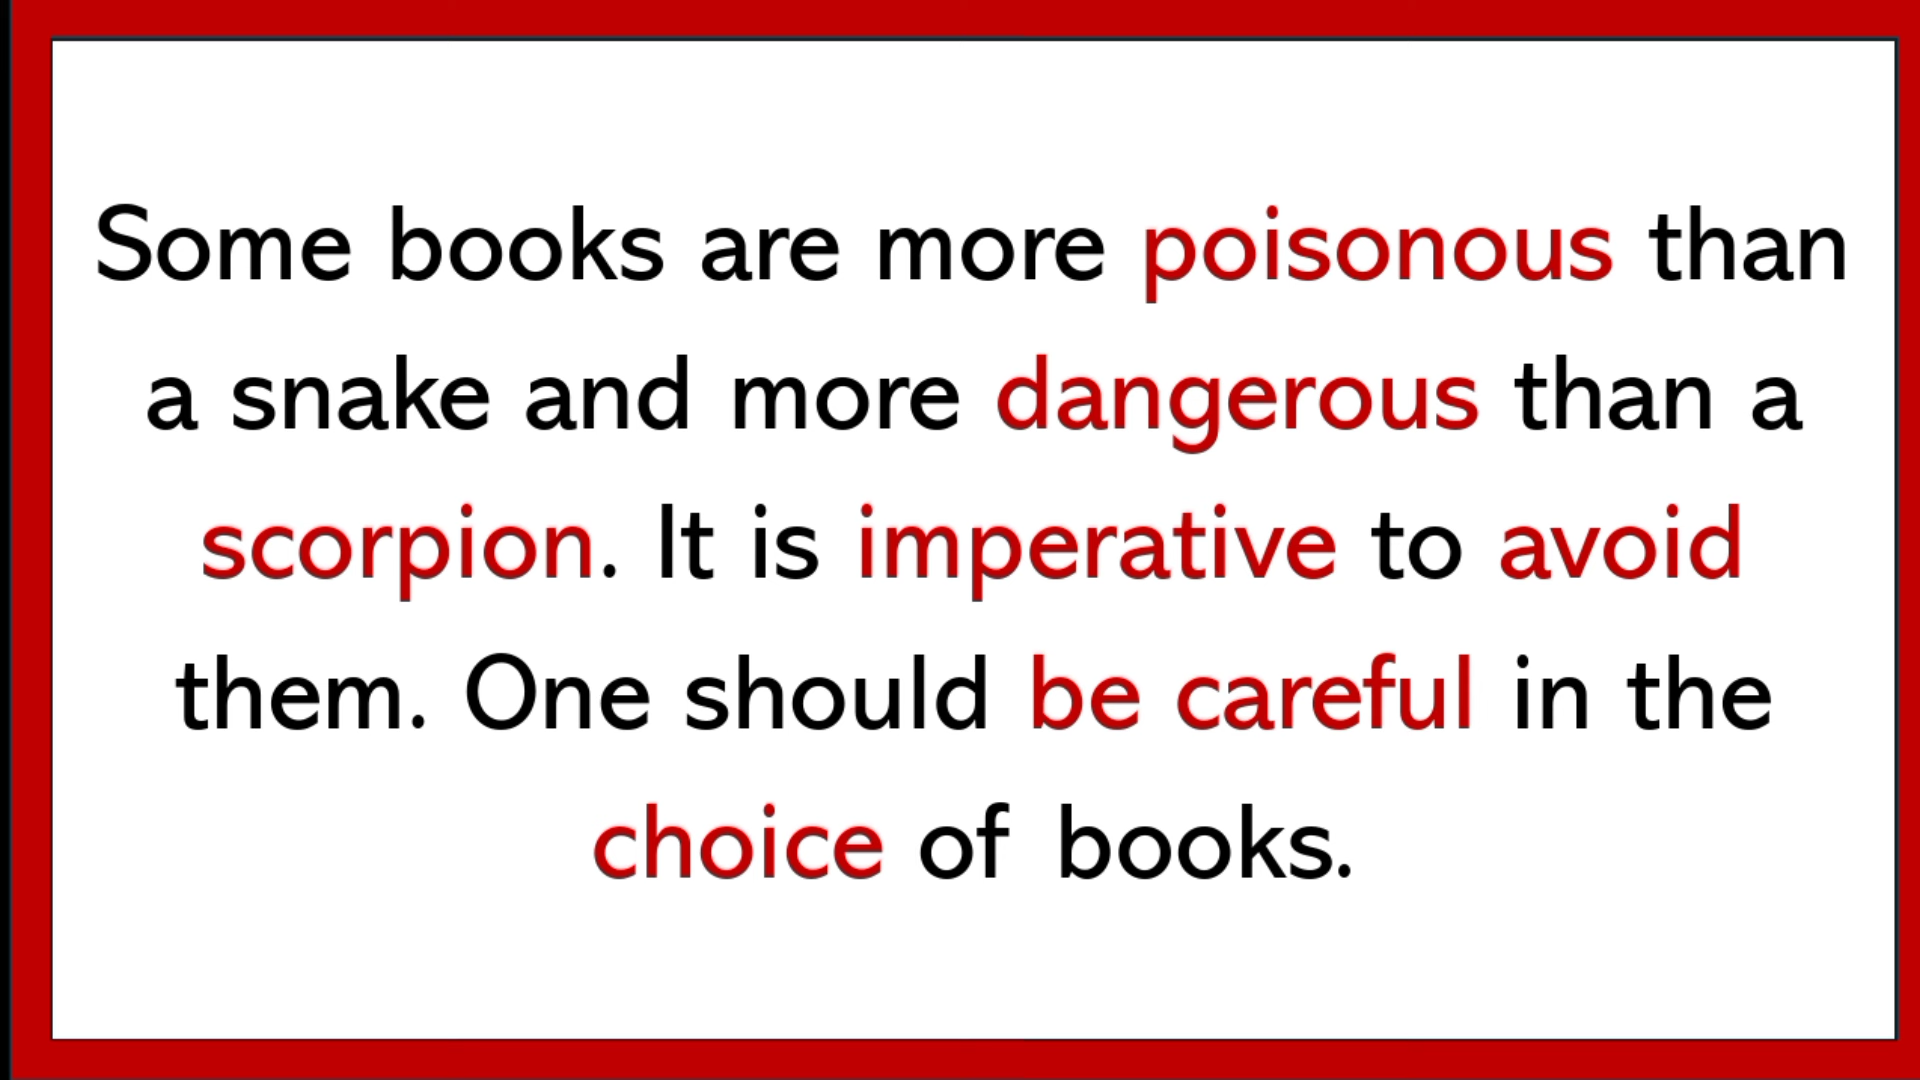 Some books are more poisonous than
a snake and more dangerous than a
scorpion. It is imperative to avoid
them. One should be careful in the
choice of books.